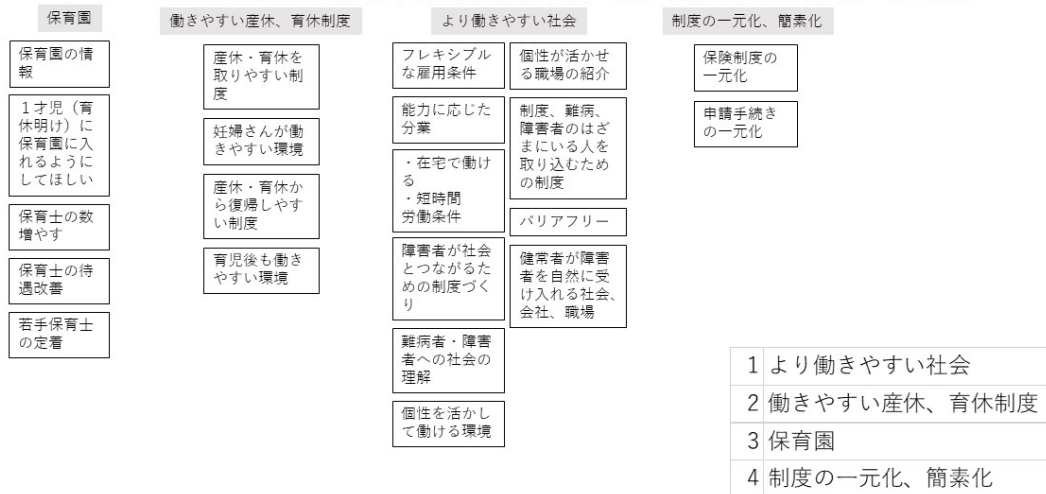 保育園
保育園の情
報
1才児（育
休明け）に
保育園に入
れるように
してほしい
保育士の数
増やす
保育士の待
遇改善
若手保育士
の定着
働きやすい産休、育休制度
産休・育休を
取りやすい制
度
妊婦さんが働
きやすい環境
産休・育休か
ら復帰しやす
い制度
育児後も働き
やすい環境
より働きやすい社会
フレキシブル
な雇用条件
能力に応じた
分業
・在宅で働け
る
・短時間
労働条件
障害者が社会
とつながるた
めの制度づく
り
難病者・障害
者への社会の
理解
個性を活かし
て働ける環境
個性が活かせ
る職場の紹介
制度、難病、
障害者のはざ
まにいる人を
取り込むため
の制度
バリアフリー
健常者が障害
者を自然に受
け入れる社会、
会社、職場
制度の一元化、簡素化
保険制度の
一元化
申請手続き
の一元化
1 より働きやすい社会
2 働きやすい産休、育休制度
3 保育園
4 制度の一元化、簡素化